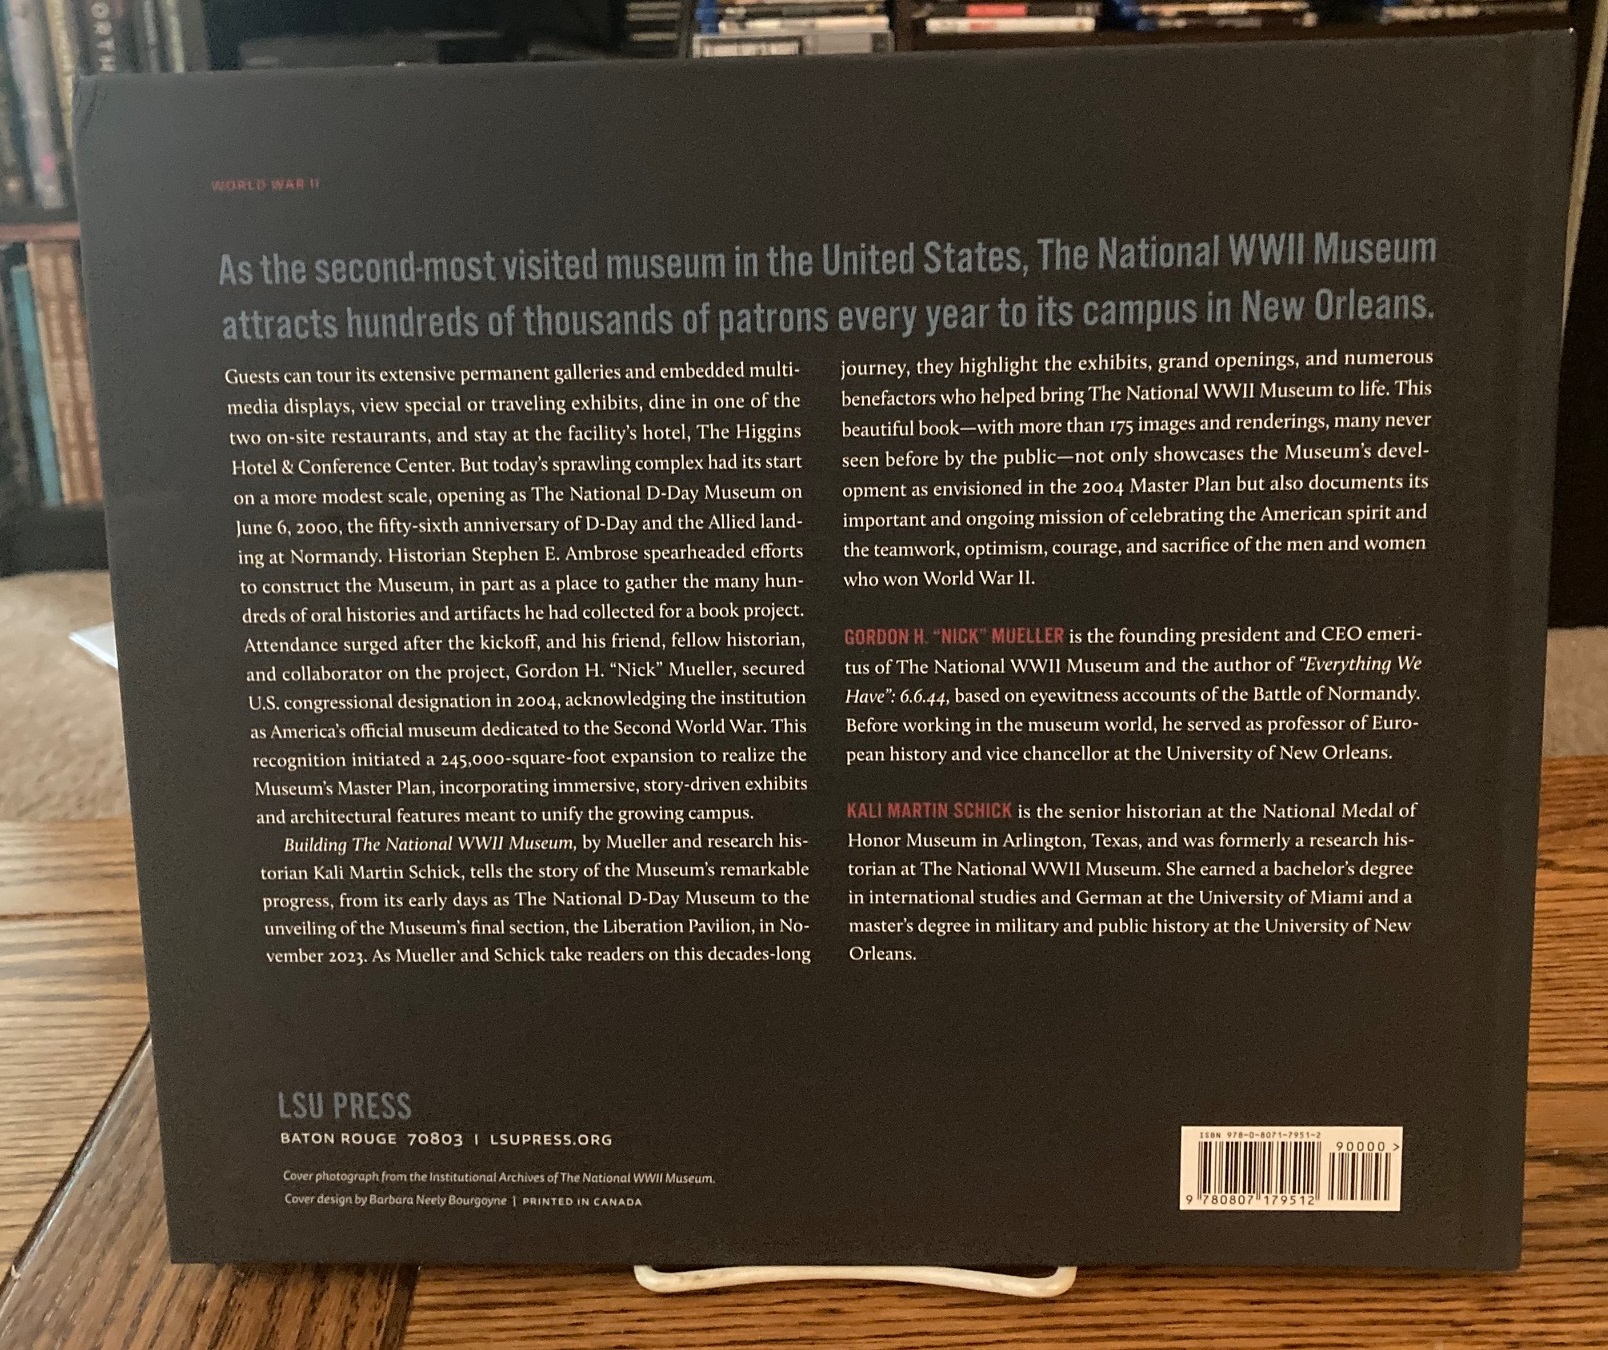 WORLD WAR II
As the second-most visited museum in the United States, The National WWII Museum
attracts hundreds of thousands of patrons every year to its campus in New Orleans.
Guests can tour its extensive permanent galleries and embedded multi-
media displays, view special or traveling exhibits, dine in one of the
two on-site restaurants, and stay at the facility's hotel, The Higgins
Hotel & Conference Center. But today's sprawling complex had its start
on a more modest scale, opening as The National D-Day Museum on
June 6, 2000, the fifty-sixth anniversary of D-Day and the Allied land-
ing at Normandy. Historian Stephen E. Ambrose spearheaded efforts
to construct the Museum, in part as a place to gather the many hun-
dreds of oral histories and artifacts he had collected for a book project.
Attendance surged after the kickoff, and his friend, fellow historian,
and collaborator on the project, Gordon H. “Nick” Mueller, secured
U.S. congressional designation in 2004, acknowledging the institution
as America's official museum dedicated to the Second World War. This
recognition initiated a 245,000-square-foot expansion to realize the
Museum's Master Plan, incorporating immersive, story-driven exhibits
and architectural features meant to unify the growing campus.
Building The National WWII Museum, by Mueller and research his-
torian Kali Martin Schick, tells the story of the Museum's remarkable
progress, from its early days as The National D-Day Museum to the
unveiling of the Museum's final section, the Liberation Pavilion, in No-
vember 2023. As Mueller and Schick take readers on this decades-long
journey, they highlight the exhibits, grand openings, and numerous
benefactors who helped bring The National WWII Museum to life. This
beautiful book—with more than 175 images and renderings, many never
seen before by the public—not only showcases the Museum's devel-
opment as envisioned in the 2004 Master Plan but also documents its
important and ongoing mission of celebrating the American spirit and
the teamwork, optimism, courage, and sacrifice of the men and women
who won World War II.
GORDON H. “NICK” MUELLER is the founding president and CEO emeri-
tus of The National WWII Museum and the author of “Everything We
Have”: 6.6.44, based on eyewitness accounts of the Battle of Normandy.
Before working in the museum world, he served as professor of Euro-
pean history and vice chancellor at the University of New Orleans.
KALI MARTIN SCHICK is the senior historian at the National Medal of
Honor Museum in Arlington, Texas, and was formerly a research his-
torian at The National WWII Museum. She earned a bachelor's degree
in international studies and German at the University of Miami and a
master's degree in military and public history at the University of New
Orleans.
LSU PRESS
BATON ROUGE 70803 | LSUPRESS.ORG
Cover photograph from the Institutional Archives of The National WWII Museum.
Cover design by Barbara Neely Bourgoyne | PRINTED IN CANADA
ISBN 978-0-8071-7951-2
90000 >
9 780807 179512